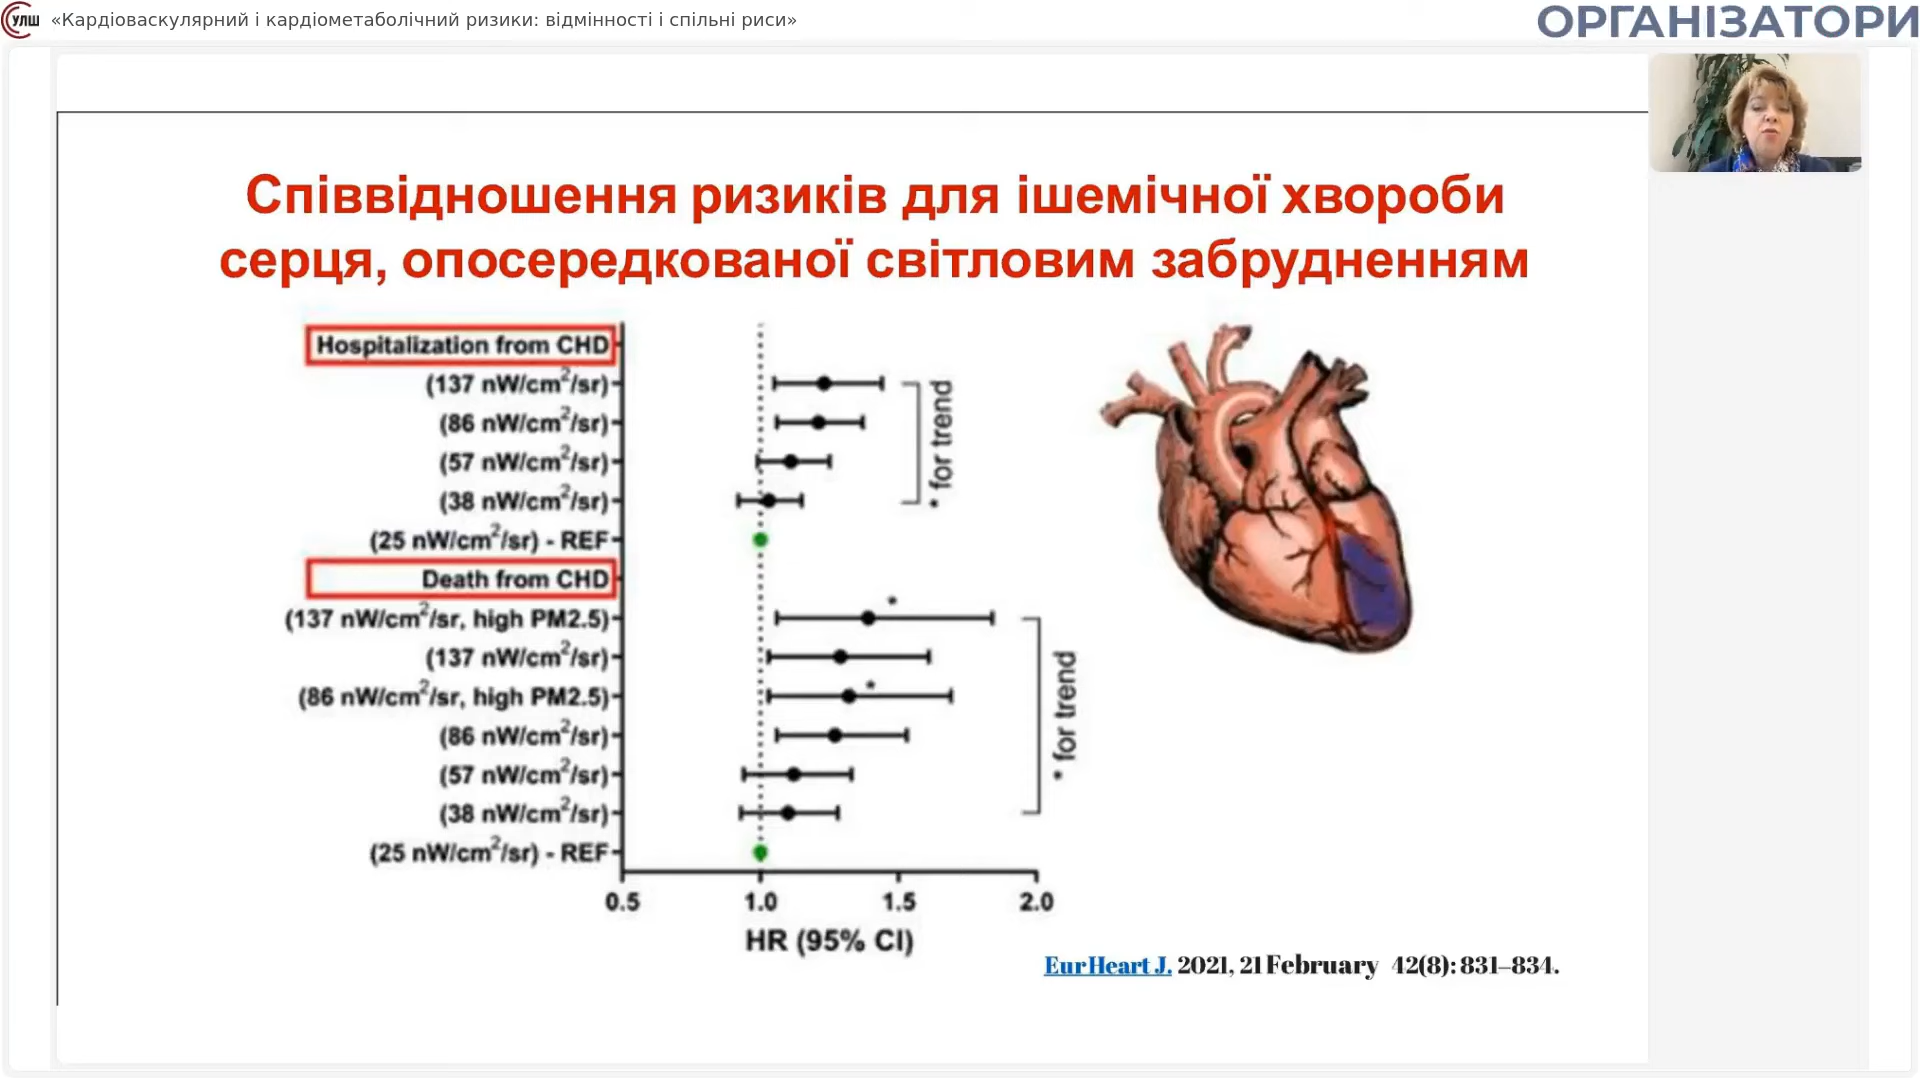 УЛШ «Кардіоваскулярний і кардіометаболічний ризики: відмінності і спільні риси»
ОРГАНІЗАТОРИ
Співвідношення ризиків для ішемічної хвороби
серця, опосередкованої світловим забрудненням
Hospitalization from CHD
(137 nW/cm²/sr)
(86 nW/cm²/sr)
(57 nW/cm²/sr)
(38 nW/cm²/sr)
(25 nW/cm²/sr) - REF
* for trend
Death from CHD
(137 nW/cm²/sr, high PM2.5)
*
(137 nW/cm²/sr)
(86 nW/cm²/sr, high PM2.5)
*
(86 nW/cm²/sr)
(57 nW/cm²/sr)
(38 nW/cm²/sr)
(25 nW/cm²/sr) - REF
* for trend
0.5 1.0 1.5 2.0
HR (95% CI)
Eur Heart J. 2021, 21 February 42(8): 831–834.